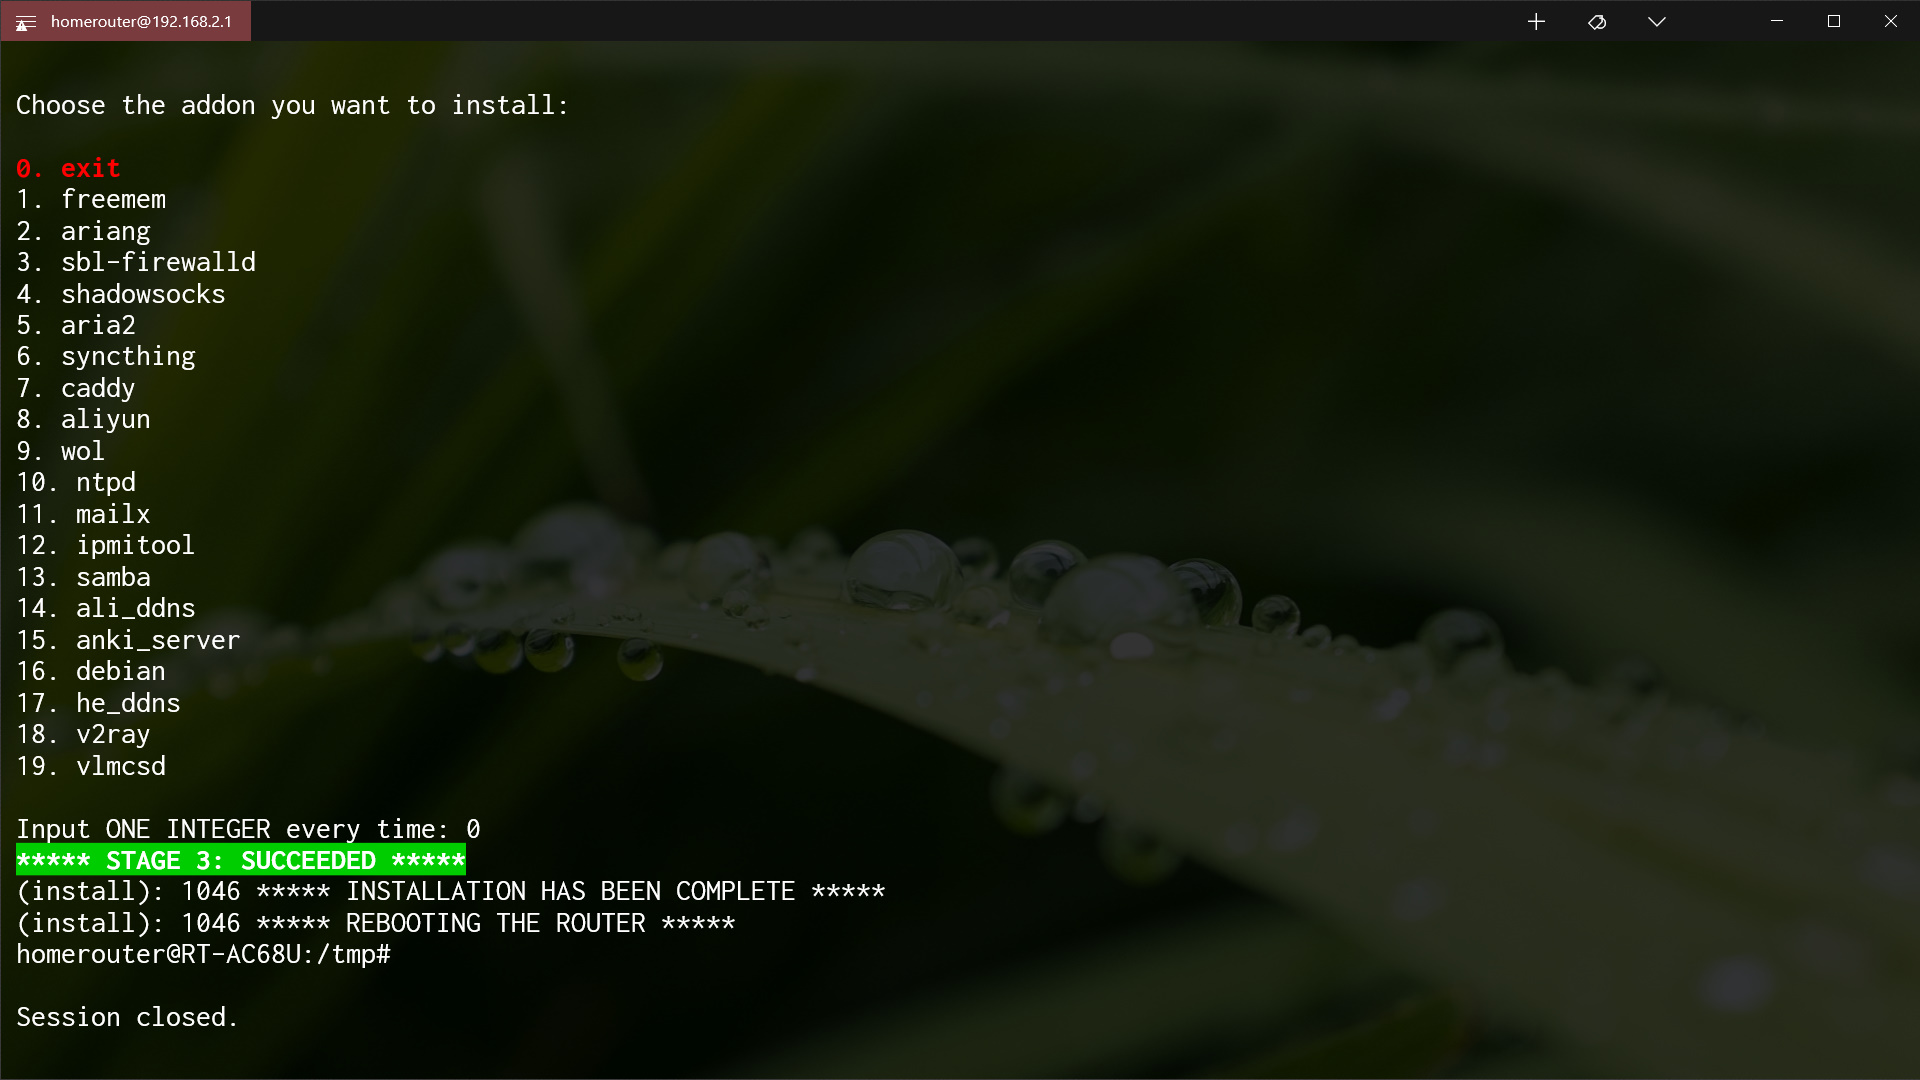 homerouter@192.168.2.1
Choose the addon you want to install:
0. exit
1. freemem
2. ariang
3. sbl-firewalld
4. shadowsocks
5. aria2
6. syncthing
7. caddy
8. aliyun
9. wol
10. ntpd
11. mailx
12. ipmitool
13. samba
14. ali_ddns
15. anki_server
16. debian
17. he_ddns
18. v2ray
19. vlmcsd
Input ONE INTEGER every time: 0
***** STAGE 3: SUCCEEDED *****
(install): 1046 ***** INSTALLATION HAS BEEN COMPLETE *****
(install): 1046 ***** REBOOTING THE ROUTER *****
homerouter@RT-AC68U:/tmp#
Session closed.